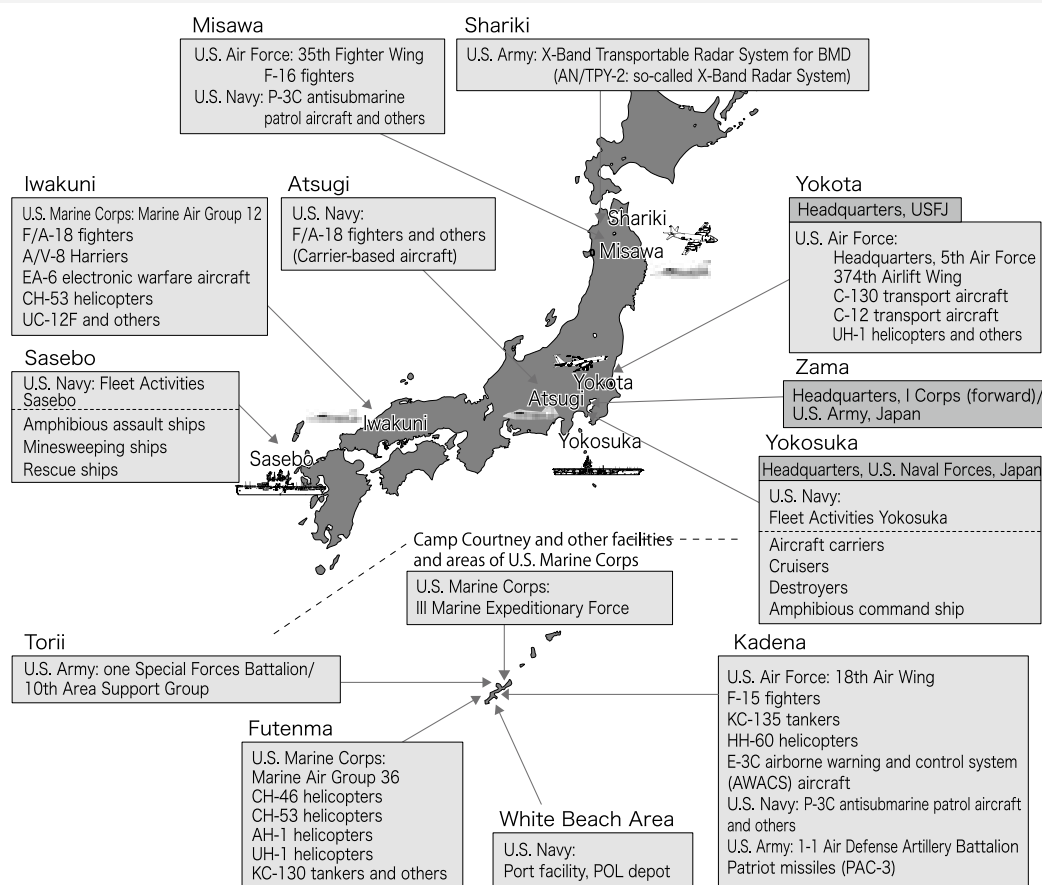 Misawa
U.S. Air Force: 35th Fighter Wing
F-16 fighters
U.S. Navy: P-3C antisubmarine
patrol aircraft and others
Shariki
U.S. Army: X-Band Transportable Radar System for BMD
(AN/TPY-2: so-called X-Band Radar System)
Iwakuni
U.S. Marine Corps: Marine Air Group 12
F/A-18 fighters
A/V-8 Harriers
EA-6 electronic warfare aircraft
CH-53 helicopters
UC-12F and others
Atsugi
U.S. Navy:
F/A-18 fighters and others
(Carrier-based aircraft)
Yokota
Headquarters, USFJ
U.S. Air Force:
Headquarters, 5th Air Force
374th Airlift Wing
C-130 transport aircraft
C-12 transport aircraft
UH-1 helicopters and others
Shariki
Misawa
Yokota
Atsugi
Iwakuni
Yokosuka
Sasebo
Sasebo
U.S. Navy: Fleet Activities
Sasebo
Amphibious assault ships
Minesweeping ships
Rescue ships
Zama
Headquarters, I Corps (forward)/
U.S. Army, Japan
Yokosuka
Headquarters, U.S. Naval Forces, Japan
U.S. Navy:
Fleet Activities Yokosuka
Aircraft carriers
Cruisers
Destroyers
Amphibious command ship
Camp Courtney and other facilities
and areas of U.S. Marine Corps
U.S. Marine Corps:
III Marine Expeditionary Force
Torii
U.S. Army: one Special Forces Battalion/
10th Area Support Group
Futenma
U.S. Marine Corps:
Marine Air Group 36
CH-46 helicopters
CH-53 helicopters
AH-1 helicopters
UH-1 helicopters
KC-130 tankers and others
White Beach Area
U.S. Navy:
Port facility, POL depot
Kadena
U.S. Air Force: 18th Air Wing
F-15 fighters
KC-135 tankers
HH-60 helicopters
E-3C airborne warning and control system
(AWACS) aircraft
U.S. Navy: P-3C antisubmarine patrol aircraft
and others
U.S. Army: 1-1 Air Defense Artillery Battalion
Patriot missiles (PAC-3)